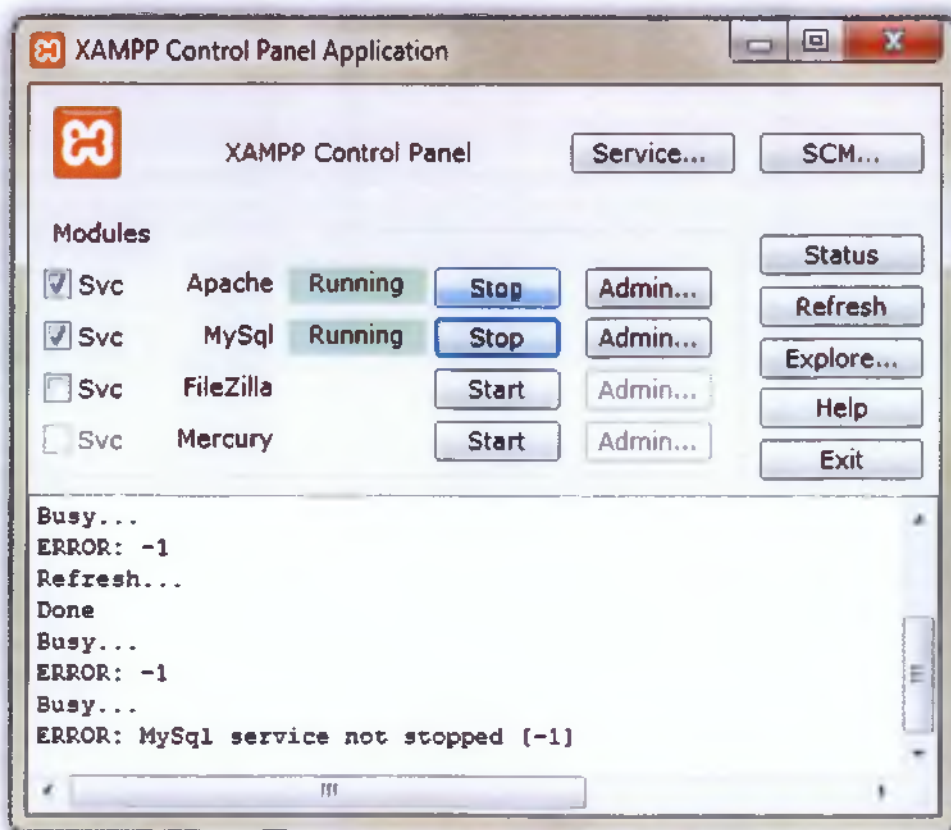 XAMPP Control Panel Application
XAMPP Control Panel Service... SCM...
Modules
Svc Apache Running Stop Admin...
Svc MySql Running Stop Admin...
Svc FileZilla Start Admin...
Svc Mercury Start Admin...
Status
Refresh
Explore...
Help
Exit
Busy...
ERROR: -1
Refresh...
Done
Busy...
ERROR: -1
Busy...
ERROR: MySql service not stopped [-1]